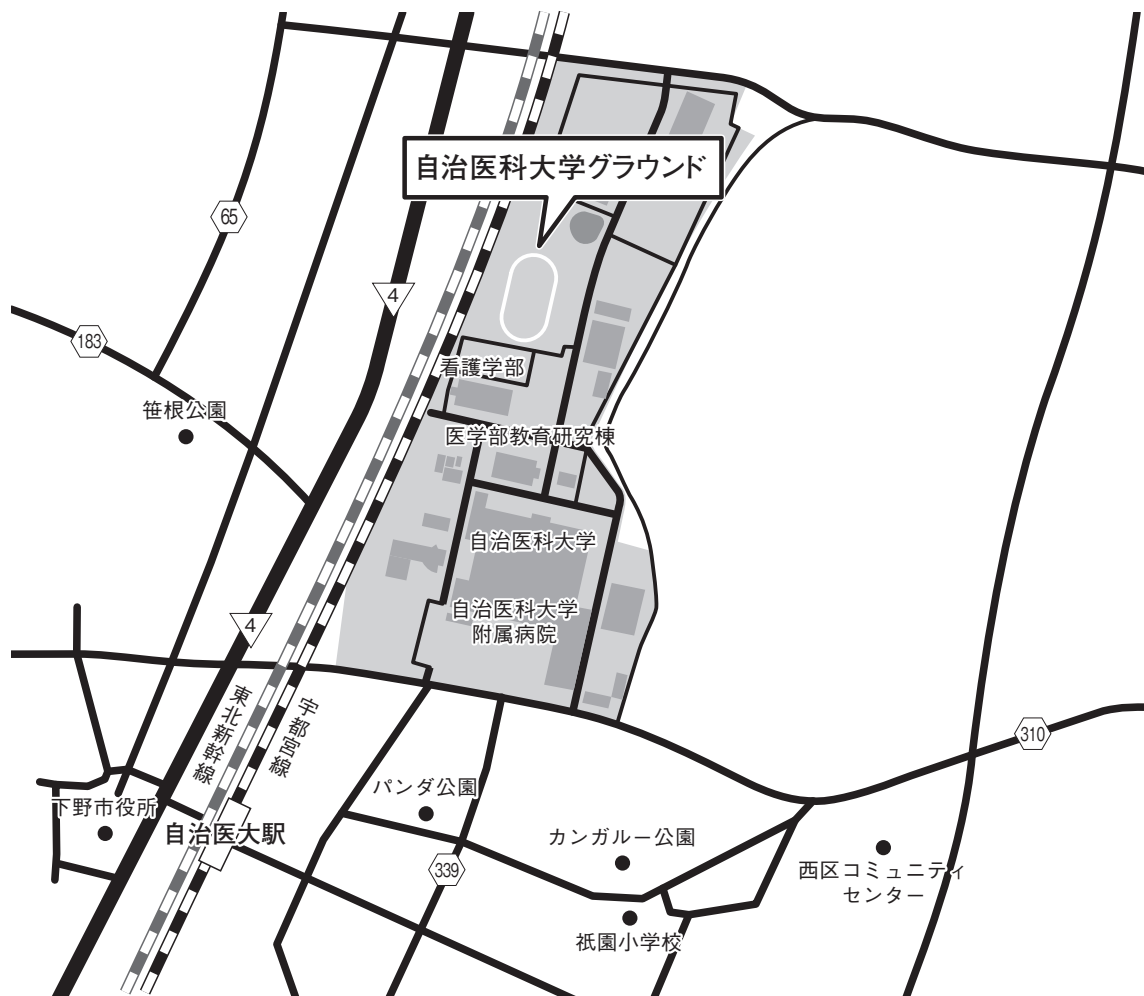 自治医科大学グラウンド
65
4
183
看護学部
笹根公園
医学部教育研究棟
自治医科大学
自治医科大学
附属病院
4
東北新幹線
宇都宮線
310
パンダ公園
下野市役所
自治医大駅
カンガルー公園
339
西区コミュニティ
センター
祇園小学校